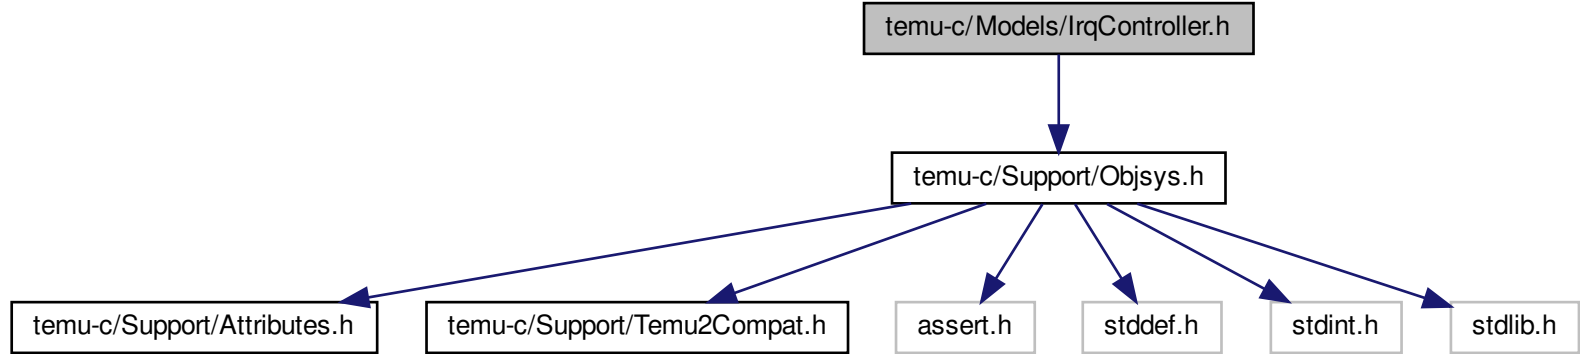 temu-c/Models/IrqController.h
temu-c/Support/Objsys.h
temu-c/Support/Attributes.h
temu-c/Support/Temu2Compat.h
assert.h
stddef.h
stdint.h
stdlib.h